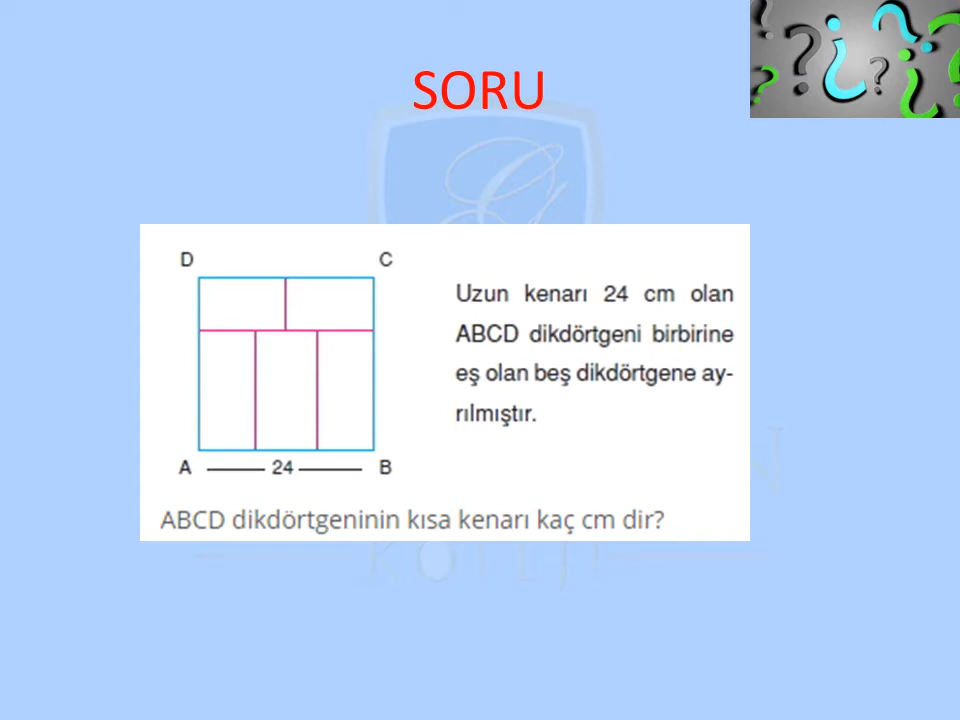 SORU
D C
Uzun kenarı 24 cm olan
ABCD dikdörtgeni birbirine
eş olan beş dikdörtgene ay-
rılmıştır.
A 24 B
ABCD dikdörtgeninin kısa kenarı kaç cm dir?